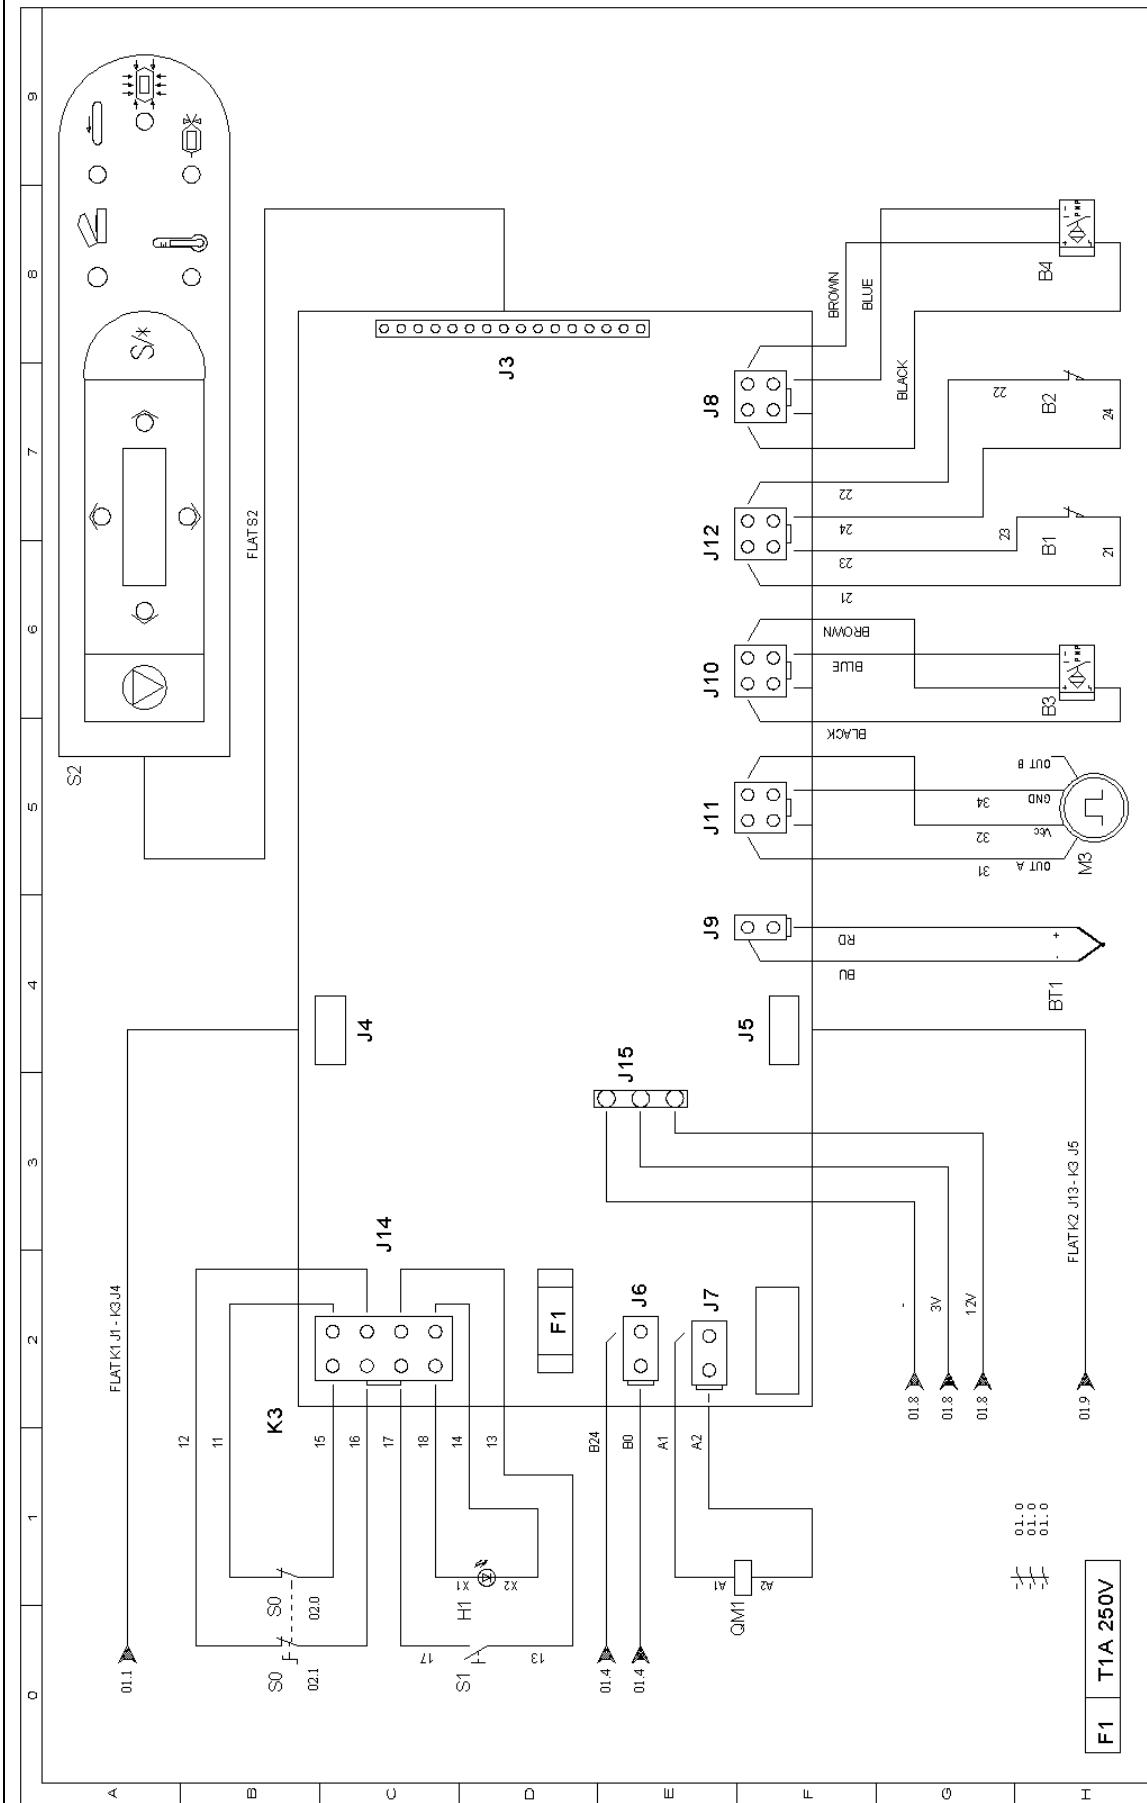 9
8
7
6
5
4
3
2
1
0
A
B
C
D
E
F
G
H
S/*
S2
FLAT S2
J3
J8
BROWN
BLUE
BLACK
B4
PNP
J12
22
24
23
21
22
B2
24
23
B1
21
J10
BROWN
BLUE
BLACK
B3
PNP
J11
34
32
31
OUT B
GND
Vcc
OUT A
M3
J9
RD
BU
+
-
BT1
J4
J5
J15
FLAT K1 J1 - K3 J4
01.1
FLAT K2 J13 - K3 J5
01.9
J14
K3
12
11
15
16
17
18
14
13
F1
J6
J7
B24
B0
A1
A2
-
3V
12V
01.8
01.8
01.8
S0
02.0
S0
02.1
X1
X2
H1
17
13
S1
01.4
01.4
A1
A2
QM1
01.0
01.0
01.0
F1 T1A 250V